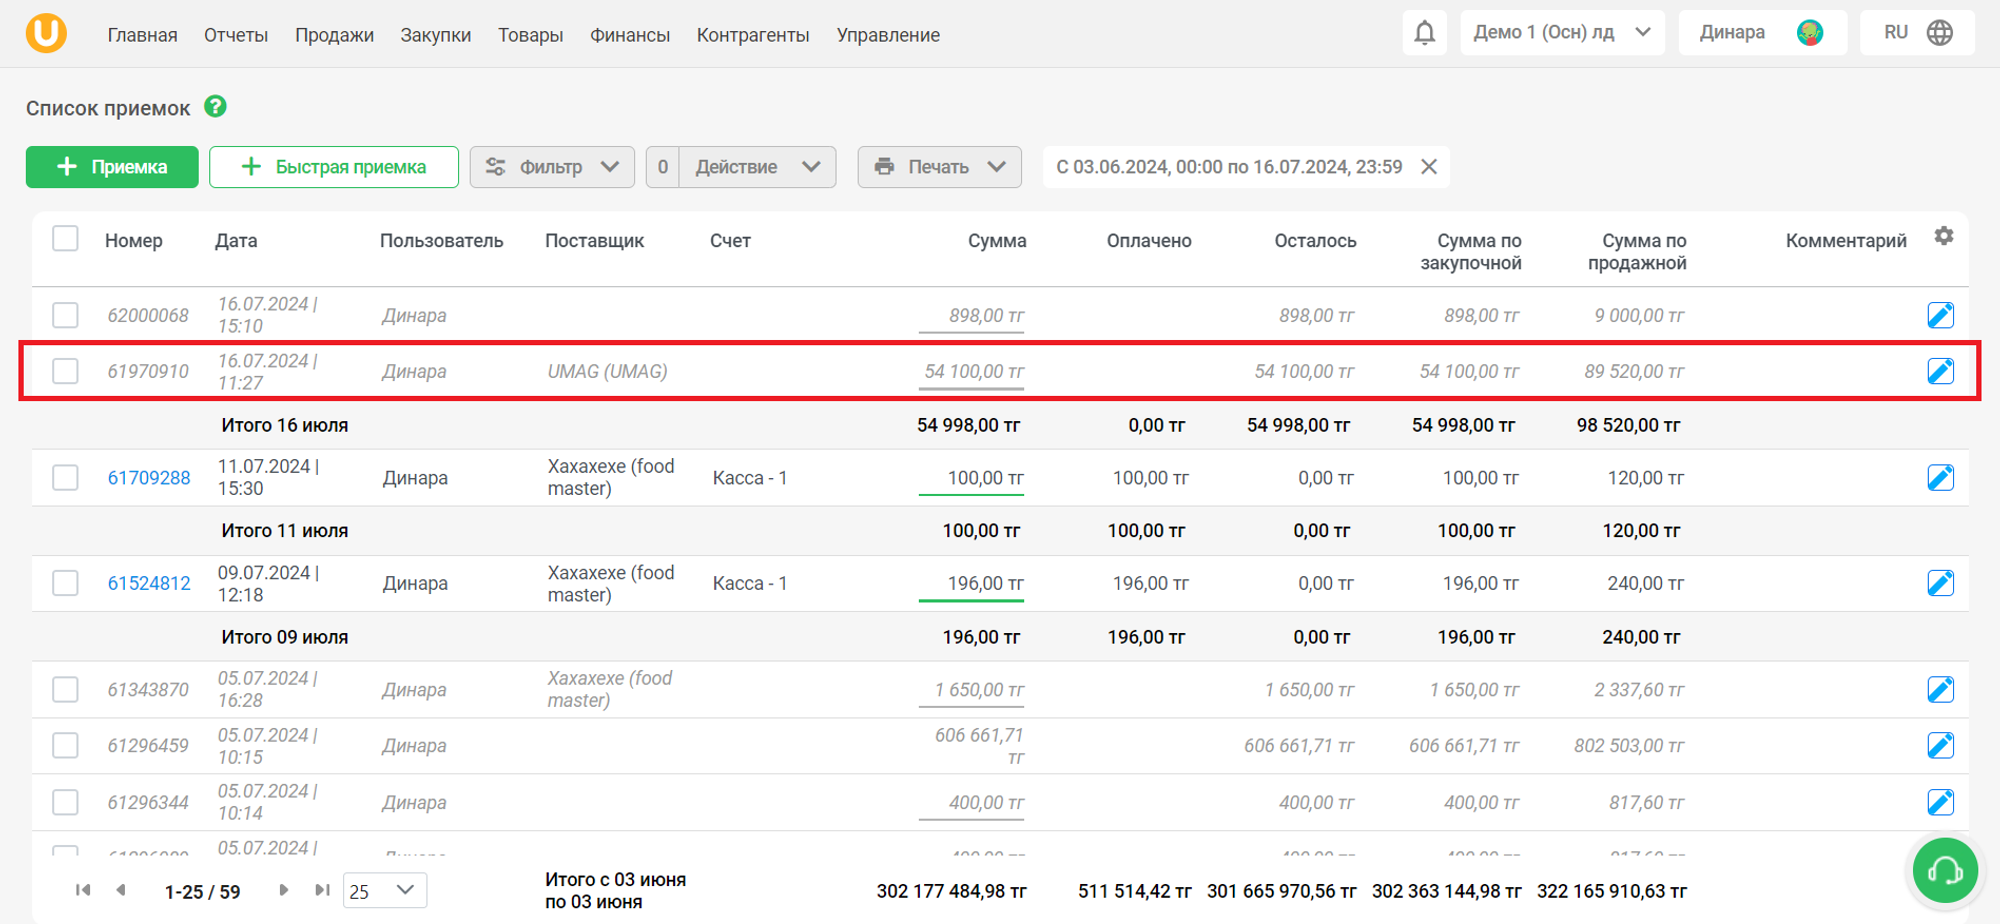 Главная Отчеты Продажи Закупки Товары Финансы Контрагенты Управление Демо 1 (Осн) лд Динара RU
Список приемок ?
+ Приемка + Быстрая приемка Фильтр 0 Действие Печать С 03.06.2024, 00:00 по 16.07.2024, 23:59
Номер Дата Пользователь Поставщик Счет Сумма Оплачено Осталось Сумма по закупочной Сумма по продажной Комментарий
62000068 16.07.2024 | 15:10 Динара 898,00 тг 898,00 тг 898,00 тг 9 000,00 тг
61970910 16.07.2024 | 11:27 Динара UMAG (UMAG) 54 100,00 тг 54 100,00 тг 54 100,00 тг 89 520,00 тг
Итого 16 июля 54 998,00 тг 0,00 тг 54 998,00 тг 54 998,00 тг 98 520,00 тг
61709288 11.07.2024 | 15:30 Динара Хахахехе (food master) Касса - 1 100,00 тг 100,00 тг 0,00 тг 100,00 тг 120,00 тг
Итого 11 июля 100,00 тг 100,00 тг 0,00 тг 100,00 тг 120,00 тг
61524812 09.07.2024 | 12:18 Динара Хахахехе (food master) Касса - 1 196,00 тг 196,00 тг 0,00 тг 196,00 тг 240,00 тг
Итого 09 июля 196,00 тг 196,00 тг 0,00 тг 196,00 тг 240,00 тг
61343870 05.07.2024 | 16:28 Динара Хахахехе (food master) 1 650,00 тг 1 650,00 тг 1 650,00 тг 2 337,60 тг
61296459 05.07.2024 | 10:15 Динара 606 661,71 тг 606 661,71 тг 606 661,71 тг 802 503,00 тг
61296344 05.07.2024 | 10:14 Динара 400,00 тг 400,00 тг 400,00 тг 817,60 тг
05.07.2024 |
1-25 / 59 25 Итого с 03 июня по 03 июня 302 177 484,98 тг 511 514,42 тг 301 665 970,56 тг 302 363 144,98 тг 322 165 910,63 тг